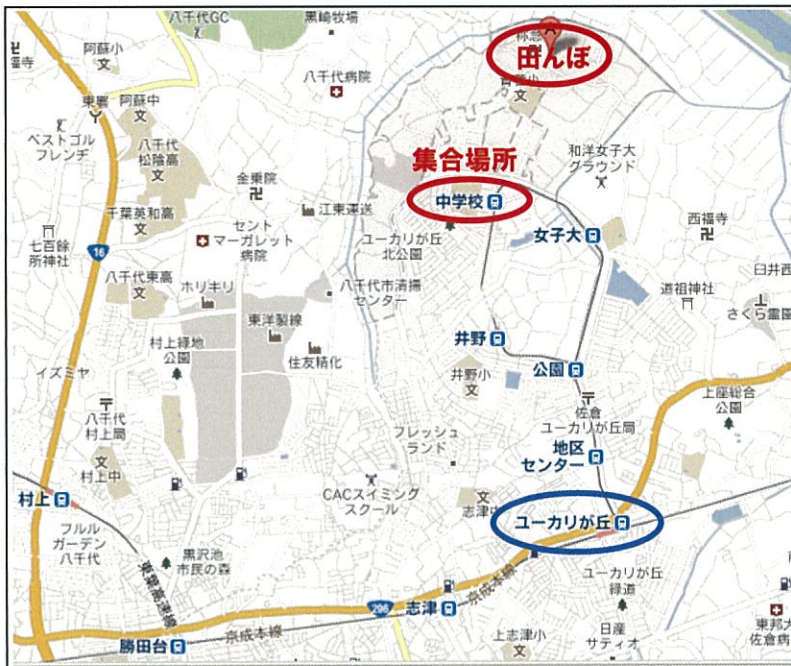 八千代GC
黒崎牧場
阿蘇小
福寺
八千代病院
田んぼ
東署
阿蘇中
ベストゴル
フレンヂ
八千代
松陰高
金乗院
集合場所
中学校
和洋女子大
グラウンド
千葉英和高
江東運送
セント
マーガレット
病院
ユーカリが丘
北公園
女子大
西福寺
七百餘
所神社
16
八千代東高
ホリキリ
八千代市清掃
センター
道祖神社
臼井西
さくら霊園
村上緑地
公園
東洋製線
住友精化
井野
井野小
公園
イズミヤ
佐倉
ユーカリが丘局
上座総合
公園
八千代
村上局
村上中
フレッシュ
ランド
地区
センター
村上
CACスイミング
スクール
志津中
ユーカリが丘
フルル
ガーデン
八千代
黒沢池
市民の森
東葉高速線
296
志津
京成本線
京成本線
ユーカリが丘
緑道
勝田台
上志津小
日産
サティオ
東邦大
佐倉病